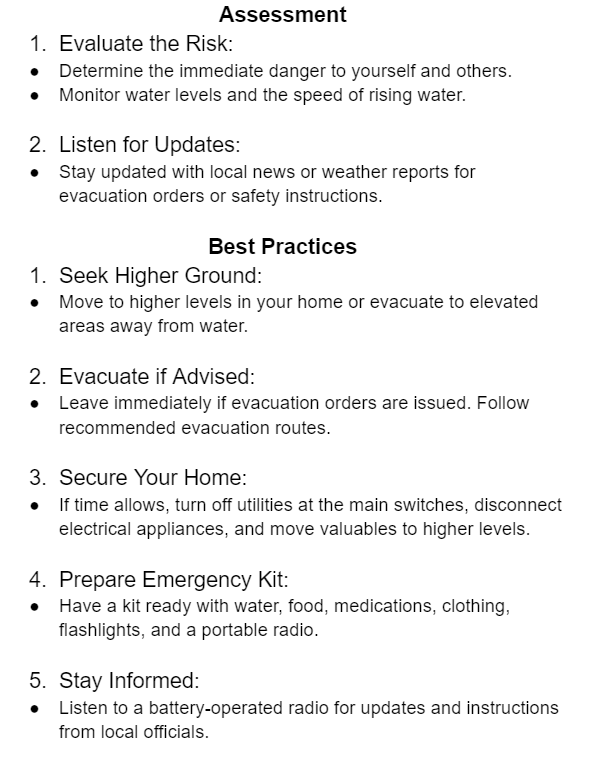 Assessment
1. Evaluate the Risk:
● Determine the immediate danger to yourself and others.
● Monitor water levels and the speed of rising water.
2. Listen for Updates:
● Stay updated with local news or weather reports for
evacuation orders or safety instructions.
Best Practices
1. Seek Higher Ground:
● Move to higher levels in your home or evacuate to elevated
areas away from water.
2. Evacuate if Advised:
● Leave immediately if evacuation orders are issued. Follow
recommended evacuation routes.
3. Secure Your Home:
● If time allows, turn off utilities at the main switches, disconnect
electrical appliances, and move valuables to higher levels.
4. Prepare Emergency Kit:
● Have a kit ready with water, food, medications, clothing,
flashlights, and a portable radio.
5. Stay Informed:
● Listen to a battery-operated radio for updates and instructions
from local officials.